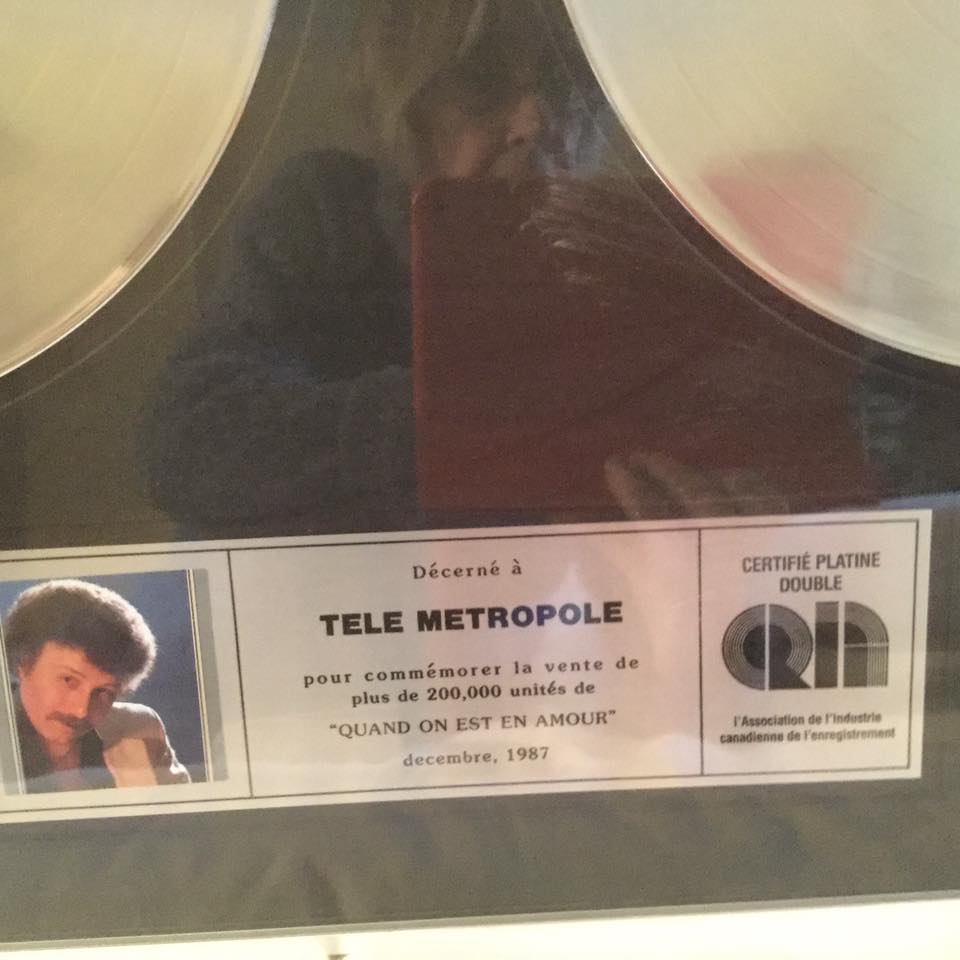 Décerné à
TELE METROPOLE
pour commémorer la vente de
plus de 200,000 unités de
"QUAND ON EST EN AMOUR"
decembre, 1987
CERTIFIÉ PLATINE
DOUBLE
l'Association de l'industrie
canadienne de l'enregistrement